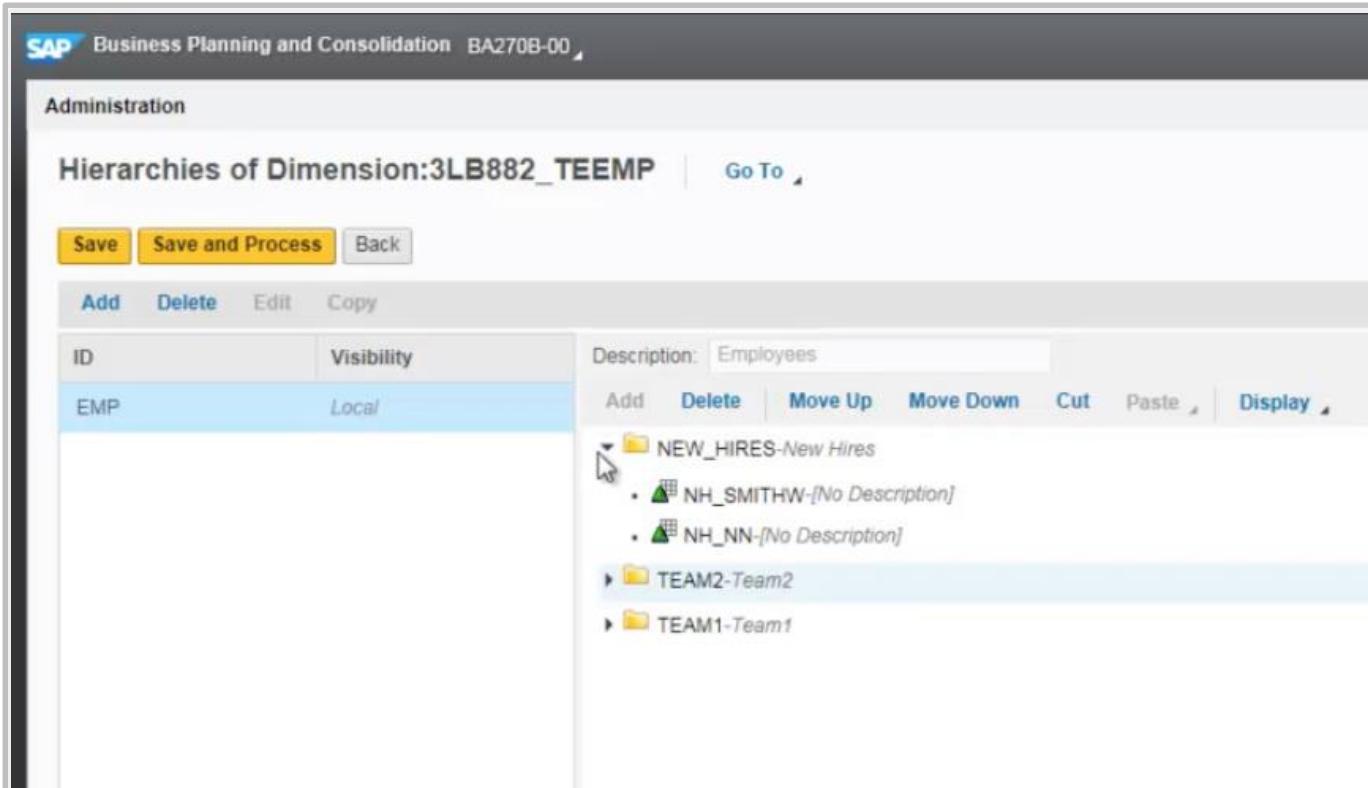 SAP Business Planning and Consolidation BA270B-00
Administration
Hierarchies of Dimension:3LB882_TEEMP Go To
Save Save and Process Back
Add Delete Edit Copy
ID Visibility Description: Employees
EMP Local Add Delete Move Up Move Down Cut Paste Display
NEW_HIRES-New Hires
NH_SMITHW-[No Description]
NH_NN-[No Description]
TEAM2-Team2
TEAM1-Team1